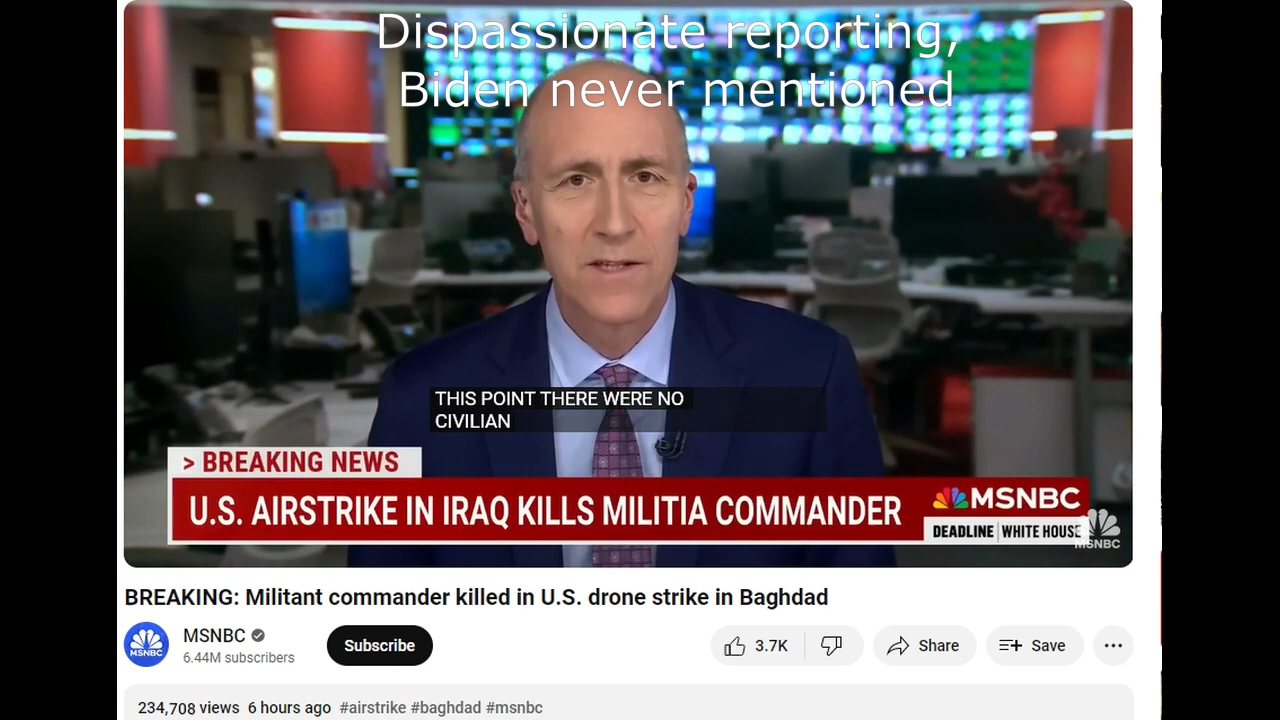 Dispassionate reporting,
Biden never mentioned
THIS POINT THERE WERE NO
CIVILIAN
> BREAKING NEWS
U.S. AIRSTRIKE IN IRAQ KILLS MILITIA COMMANDER
MSNBC
DEADLINE | WHITE HOUSE
MSNBC
BREAKING: Militant commander killed in U.S. drone strike in Baghdad
MSNBC
MSNBC
6.44M subscribers
Subscribe
3.7K
Share
Save
234,708 views 6 hours ago #airstrike #baghdad #msnbc